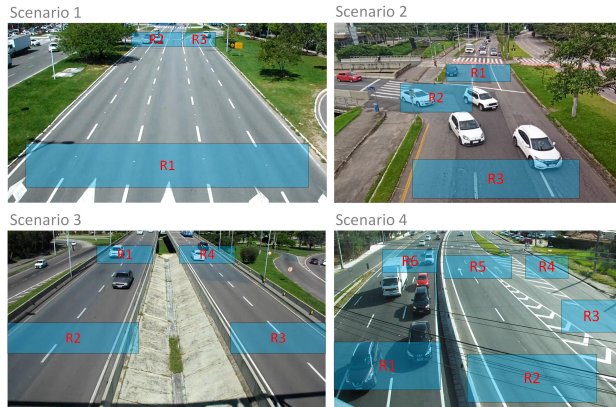 Scenario 1
R2 R3
R1
Scenario 2
R1
R2
R3
Scenario 3
R1 R4
R2 R3
Scenario 4
R6 R5 R4
R3
R1 R2